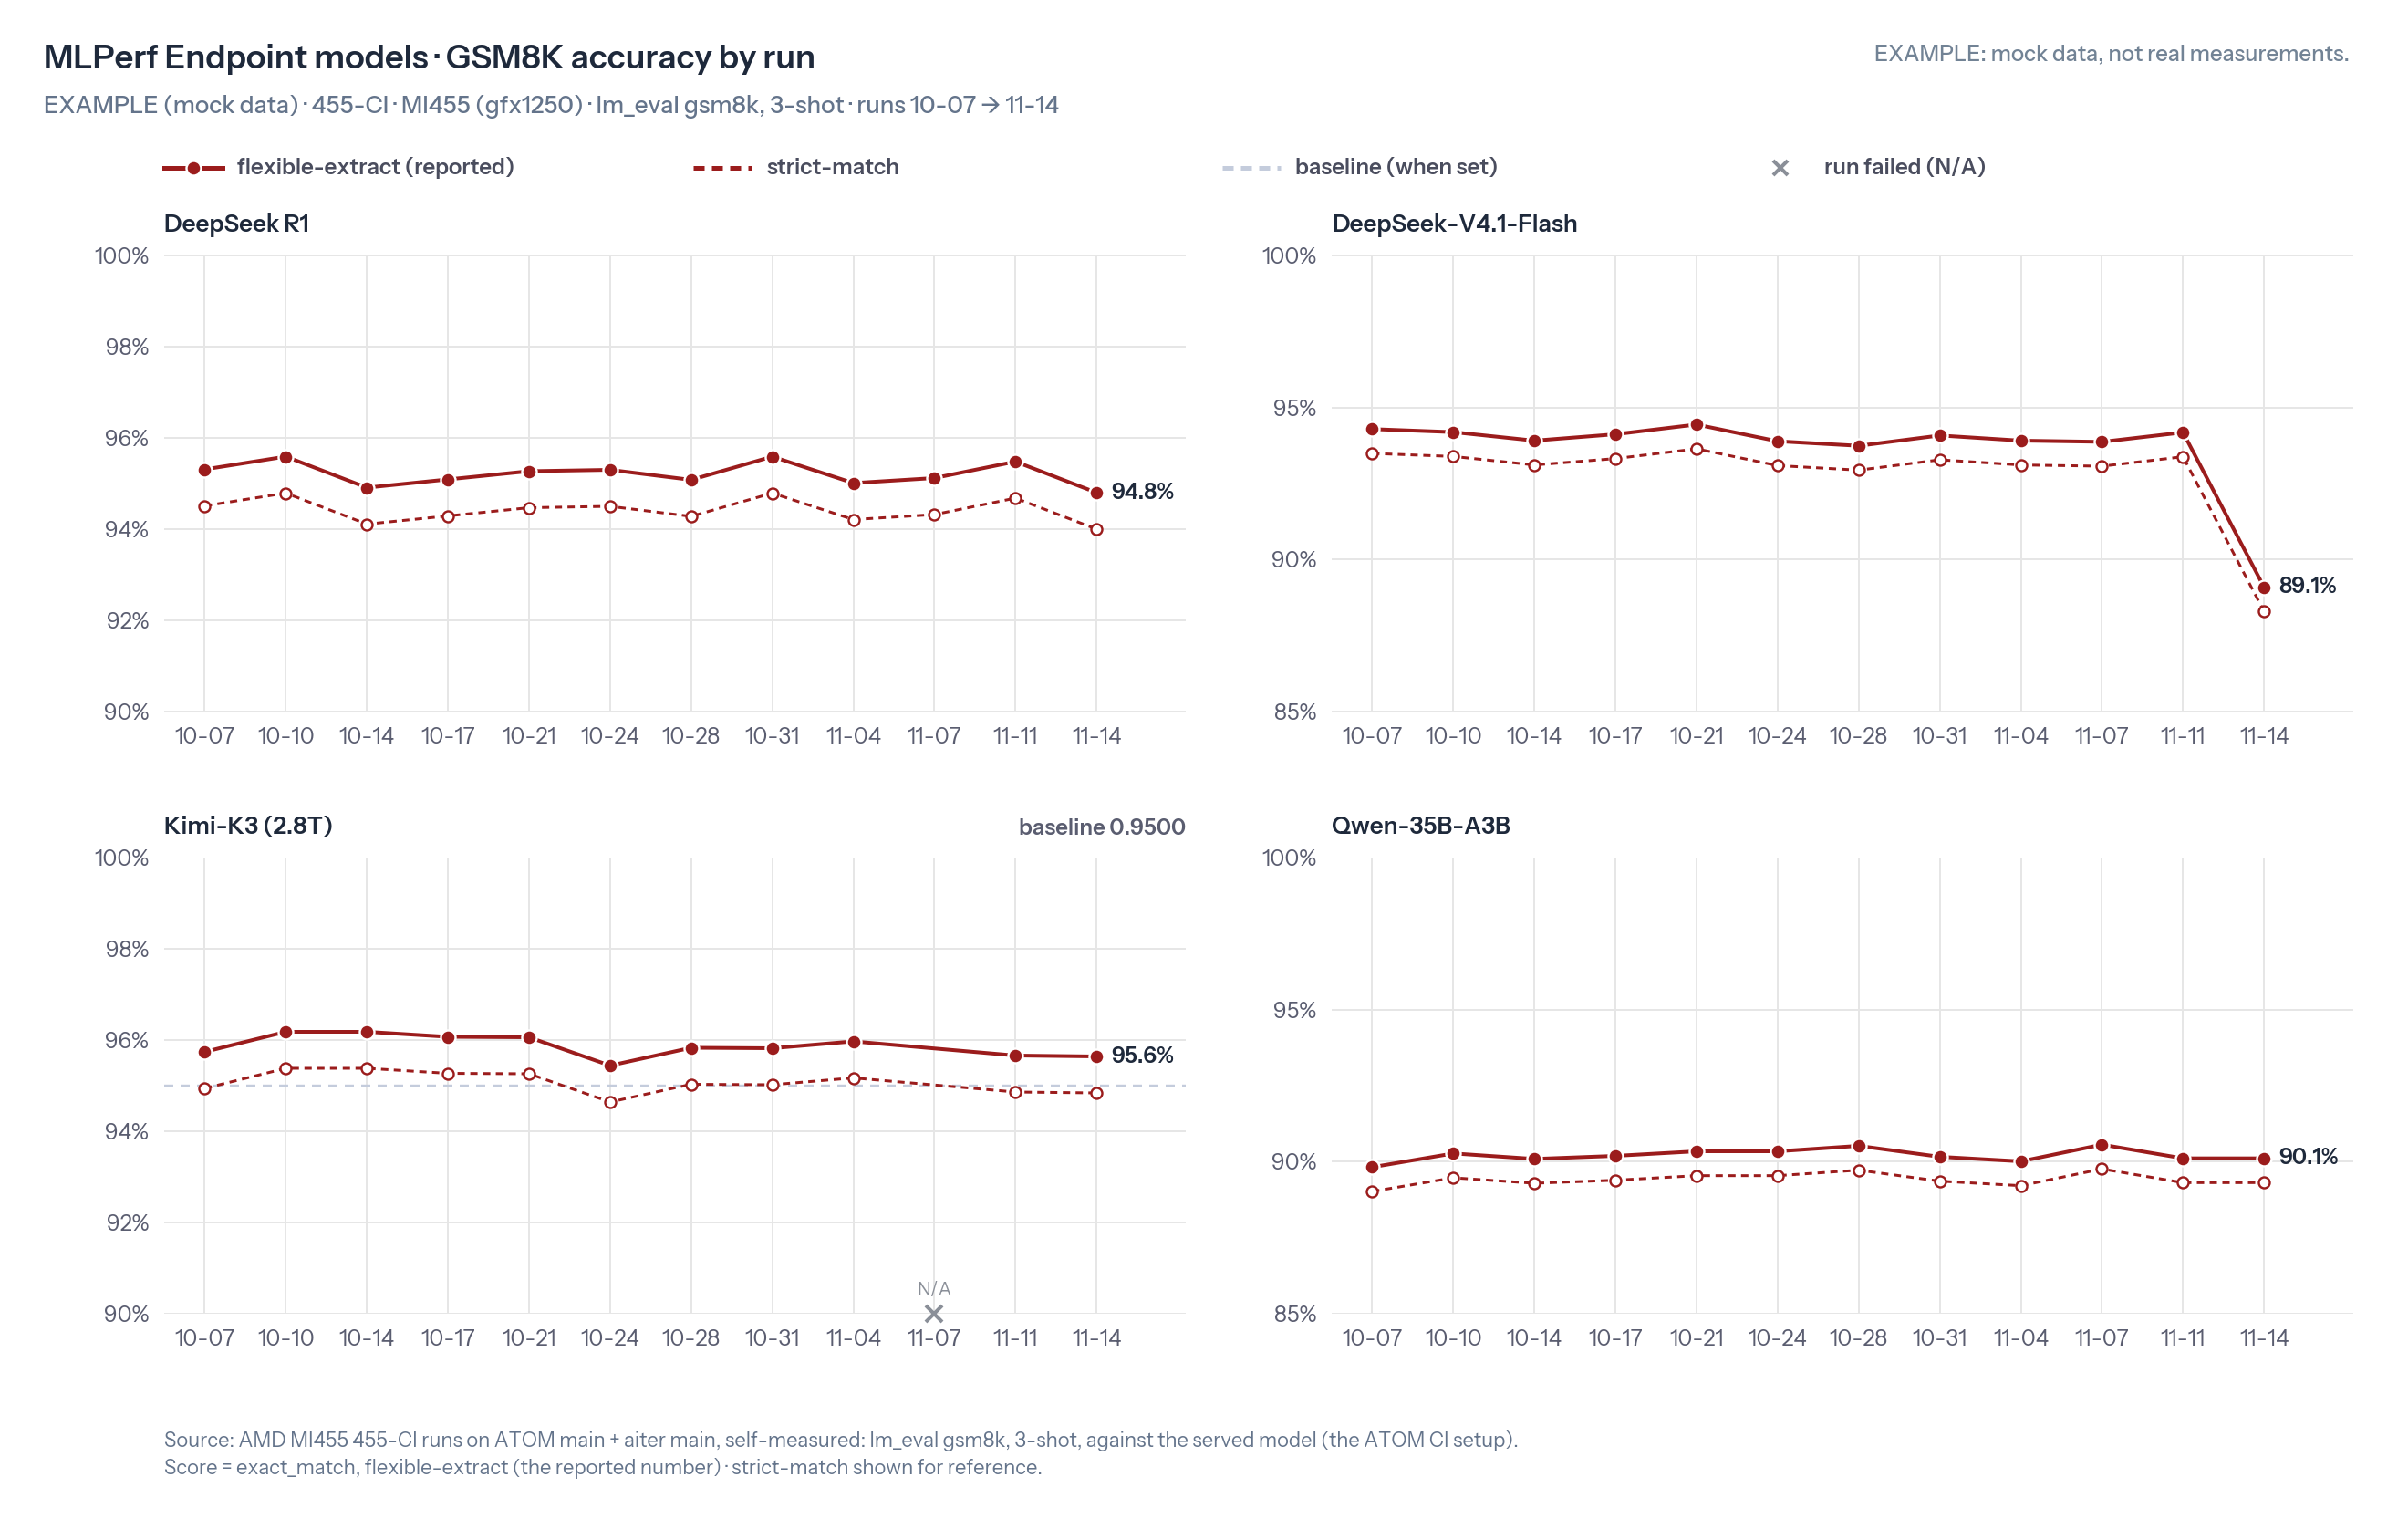 MLPerf Endpoint models · GSM8K accuracy by run
EXAMPLE: mock data, not real measurements.
EXAMPLE (mock data) · 455-CI · MI455 (gfx1250) · lm_eval gsm8k, 3-shot · runs 10-07 → 11-14
flexible-extract (reported)
strict-match
baseline (when set)
run failed (N/A)
DeepSeek R1
100%
98%
96%
94%
92%
90%
94.8%
10-07 10-10 10-14 10-17 10-21 10-24 10-28 10-31 11-04 11-07 11-11 11-14
DeepSeek-V4.1-Flash
100%
95%
90%
85%
89.1%
10-07 10-10 10-14 10-17 10-21 10-24 10-28 10-31 11-04 11-07 11-11 11-14
Kimi-K3 (2.8T)
baseline 0.9500
100%
98%
96%
94%
92%
90%
95.6%
N/A
10-07 10-10 10-14 10-17 10-21 10-24 10-28 10-31 11-04 11-07 11-11 11-14
Qwen-35B-A3B
100%
95%
90%
85%
90.1%
10-07 10-10 10-14 10-17 10-21 10-24 10-28 10-31 11-04 11-07 11-11 11-14
Source: AMD MI455 455-CI runs on ATOM main + aiter main, self-measured: lm_eval gsm8k, 3-shot, against the served model (the ATOM CI setup).
Score = exact_match, flexible-extract (the reported number) · strict-match shown for reference.